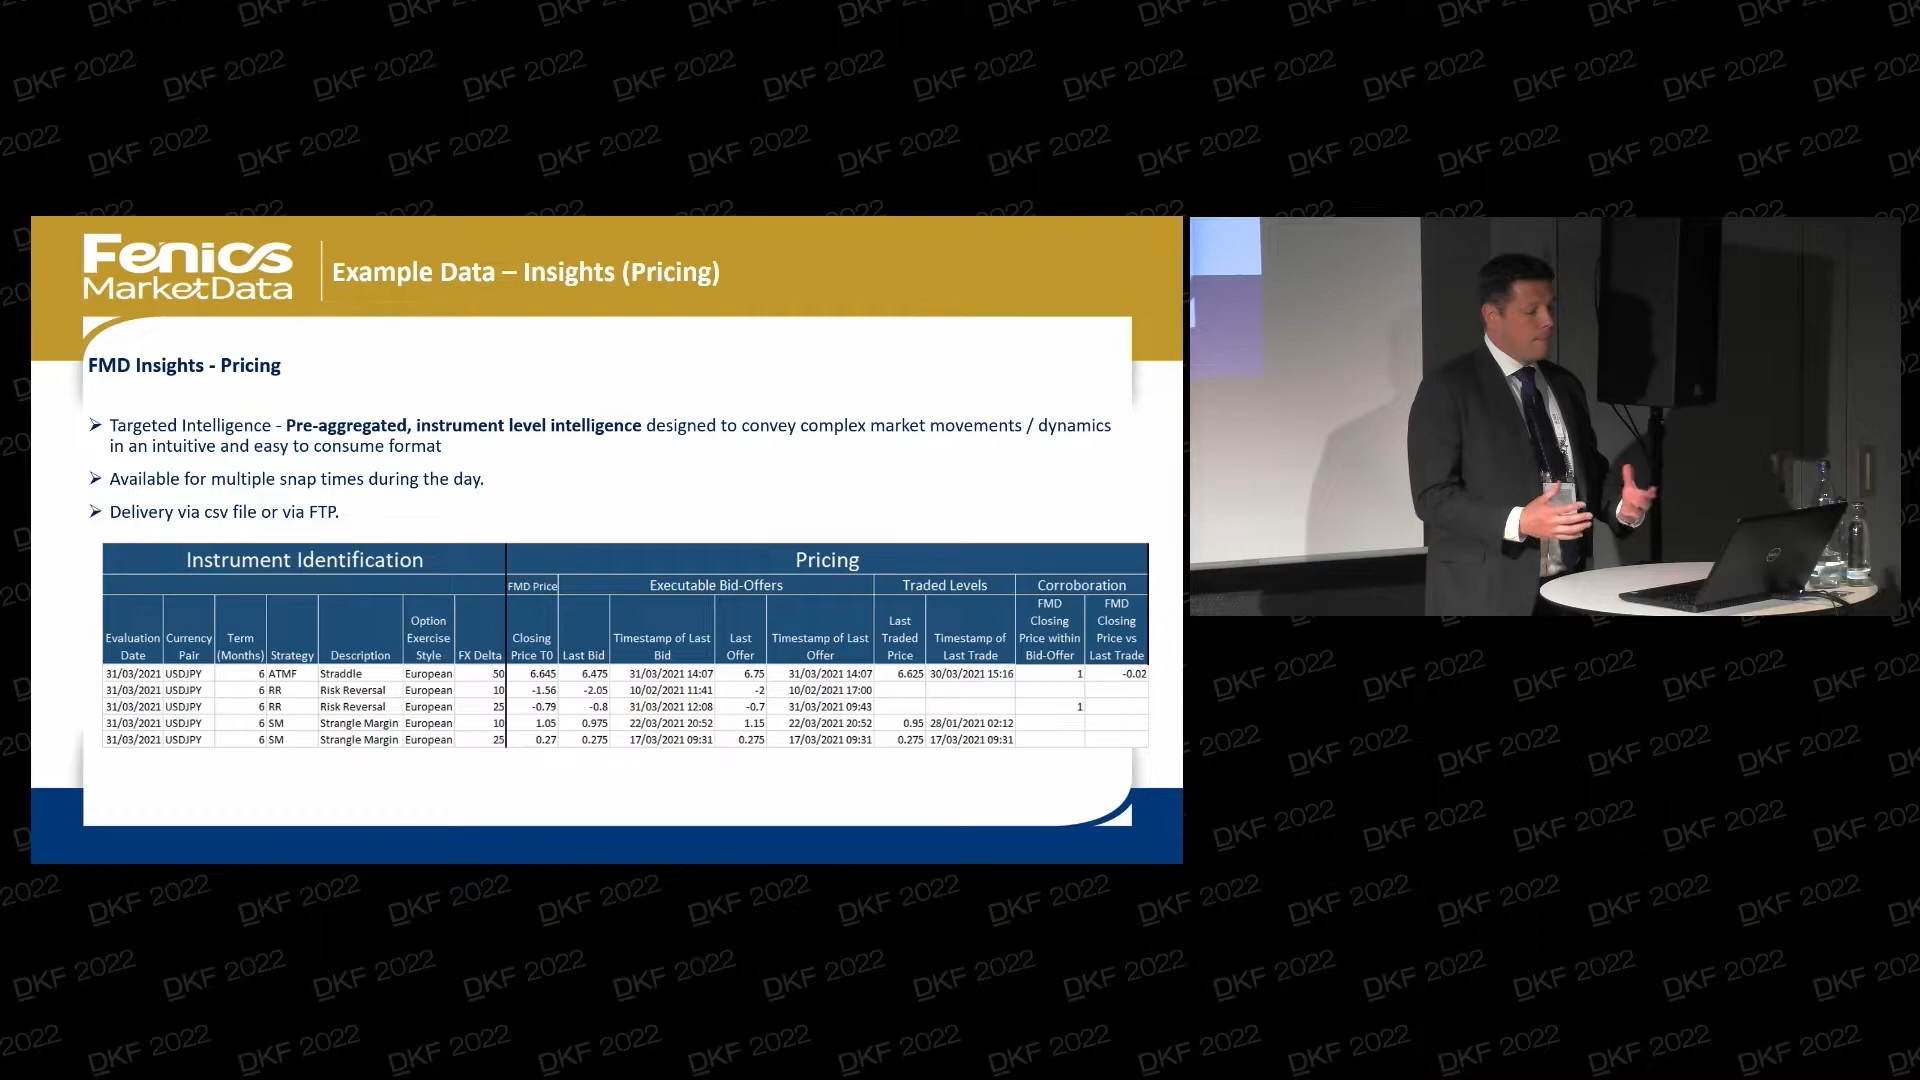 Fenics
MarketData
Example Data – Insights (Pricing)
FMD Insights - Pricing
➢ Targeted Intelligence - Pre-aggregated, instrument level intelligence designed to convey complex market movements / dynamics
in an intuitive and easy to consume format
➢ Available for multiple snap times during the day.
➢ Delivery via csv file or via FTP.
Instrument Identification Pricing
FMD Price Executable Bid-Offers Traded Levels Corroboration
Evaluation Date Currency Pair Term (Months) Strategy Description Option Exercise Style FX Delta Closing Price T0 Last Bid Timestamp of Last Bid Last Offer Timestamp of Last Offer Last Traded Price Timestamp of Last Trade FMD Closing Price within Bid-Offer FMD Closing Price vs Last Trade
31/03/2021 USDJPY 6 ATMF Straddle European 50 6.645 6.475 31/03/2021 14:07 6.75 31/03/2021 14:07 6.625 30/03/2021 15:16 1 -0.02
31/03/2021 USDJPY 6 RR Risk Reversal European 10 -1.56 -2.05 10/02/2021 11:41 -2 10/02/2021 17:00
31/03/2021 USDJPY 6 RR Risk Reversal European 25 -0.79 -0.8 31/03/2021 12:08 -0.7 31/03/2021 09:43 1
31/03/2021 USDJPY 6 SM Strangle Margin European 10 1.05 0.975 22/03/2021 20:52 1.15 22/03/2021 20:52 0.95 28/01/2021 02:12
31/03/2021 USDJPY 6 SM Strangle Margin European 25 0.27 0.275 17/03/2021 09:31 0.275 17/03/2021 09:31 0.275 17/03/2021 09:31
DKF 2022